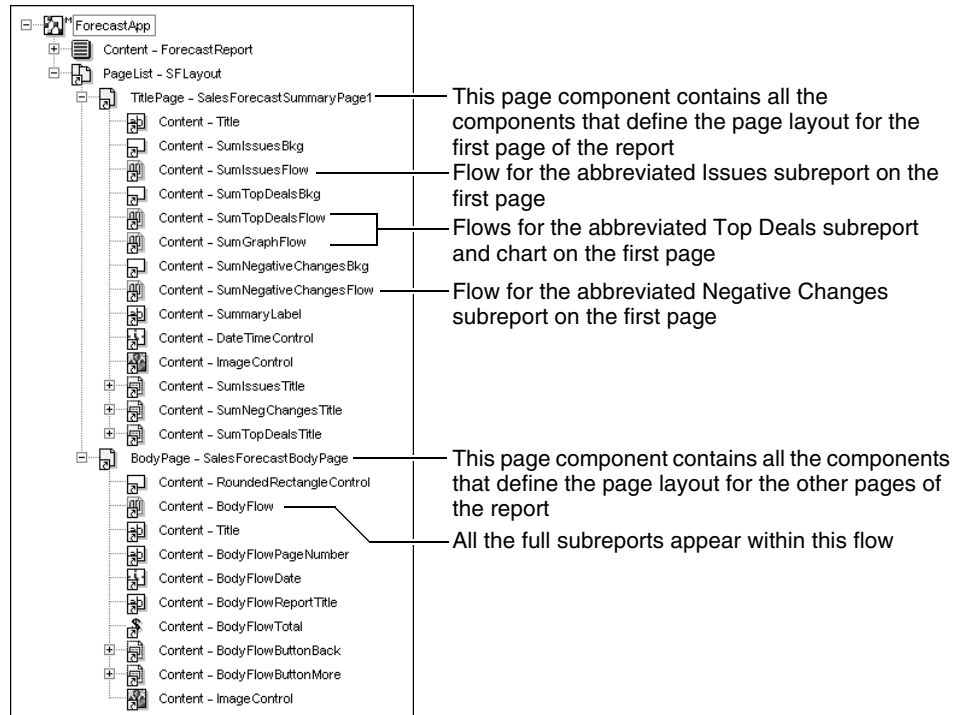 M
ForecastApp
Content - ForecastReport
PageList - SFLayout
TitlePage - SalesForecastSummaryPage1
Content - Title
Content - SumIssuesBkg
Content - SumIssuesFlow
Content - SumTopDealsBkg
Content - SumTopDealsFlow
Content - SumGraphFlow
Content - SumNegativeChangesBkg
Content - SumNegativeChangesFlow
Content - SummaryLabel
Content - DateTimeControl
Content - ImageControl
Content - SumIssuesTitle
Content - SumNegChangesTitle
Content - SumTopDealsTitle
BodyPage - SalesForecastBodyPage
Content - RoundedRectangleControl
Content - BodyFlow
Content - Title
Content - BodyFlowPageNumber
Content - BodyFlowDate
Content - BodyFlowReportTitle
Content - BodyFlowTotal
Content - BodyFlowButtonBack
Content - BodyFlowButtonMore
Content - ImageControl
This page component contains all the
components that define the page layout for the
first page of the report
Flow for the abbreviated Issues subreport on the
first page
Flows for the abbreviated Top Deals subreport
and chart on the first page
Flow for the abbreviated Negative Changes
subreport on the first page
This page component contains all the components
that define the page layout for the other pages of
the report
All the full subreports appear within this flow